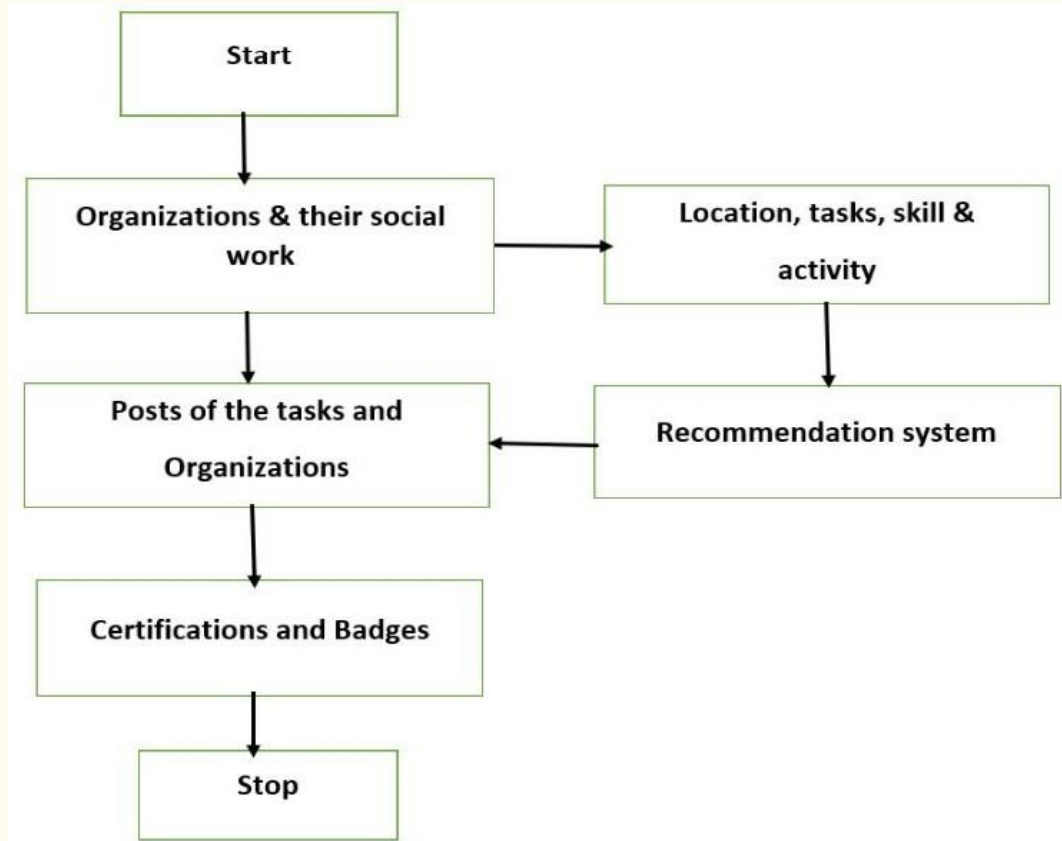 Start
Organizations & their social
work
Location, tasks, skill &
activity
Posts of the tasks and
Organizations
Recommendation system
Certifications and Badges
Stop